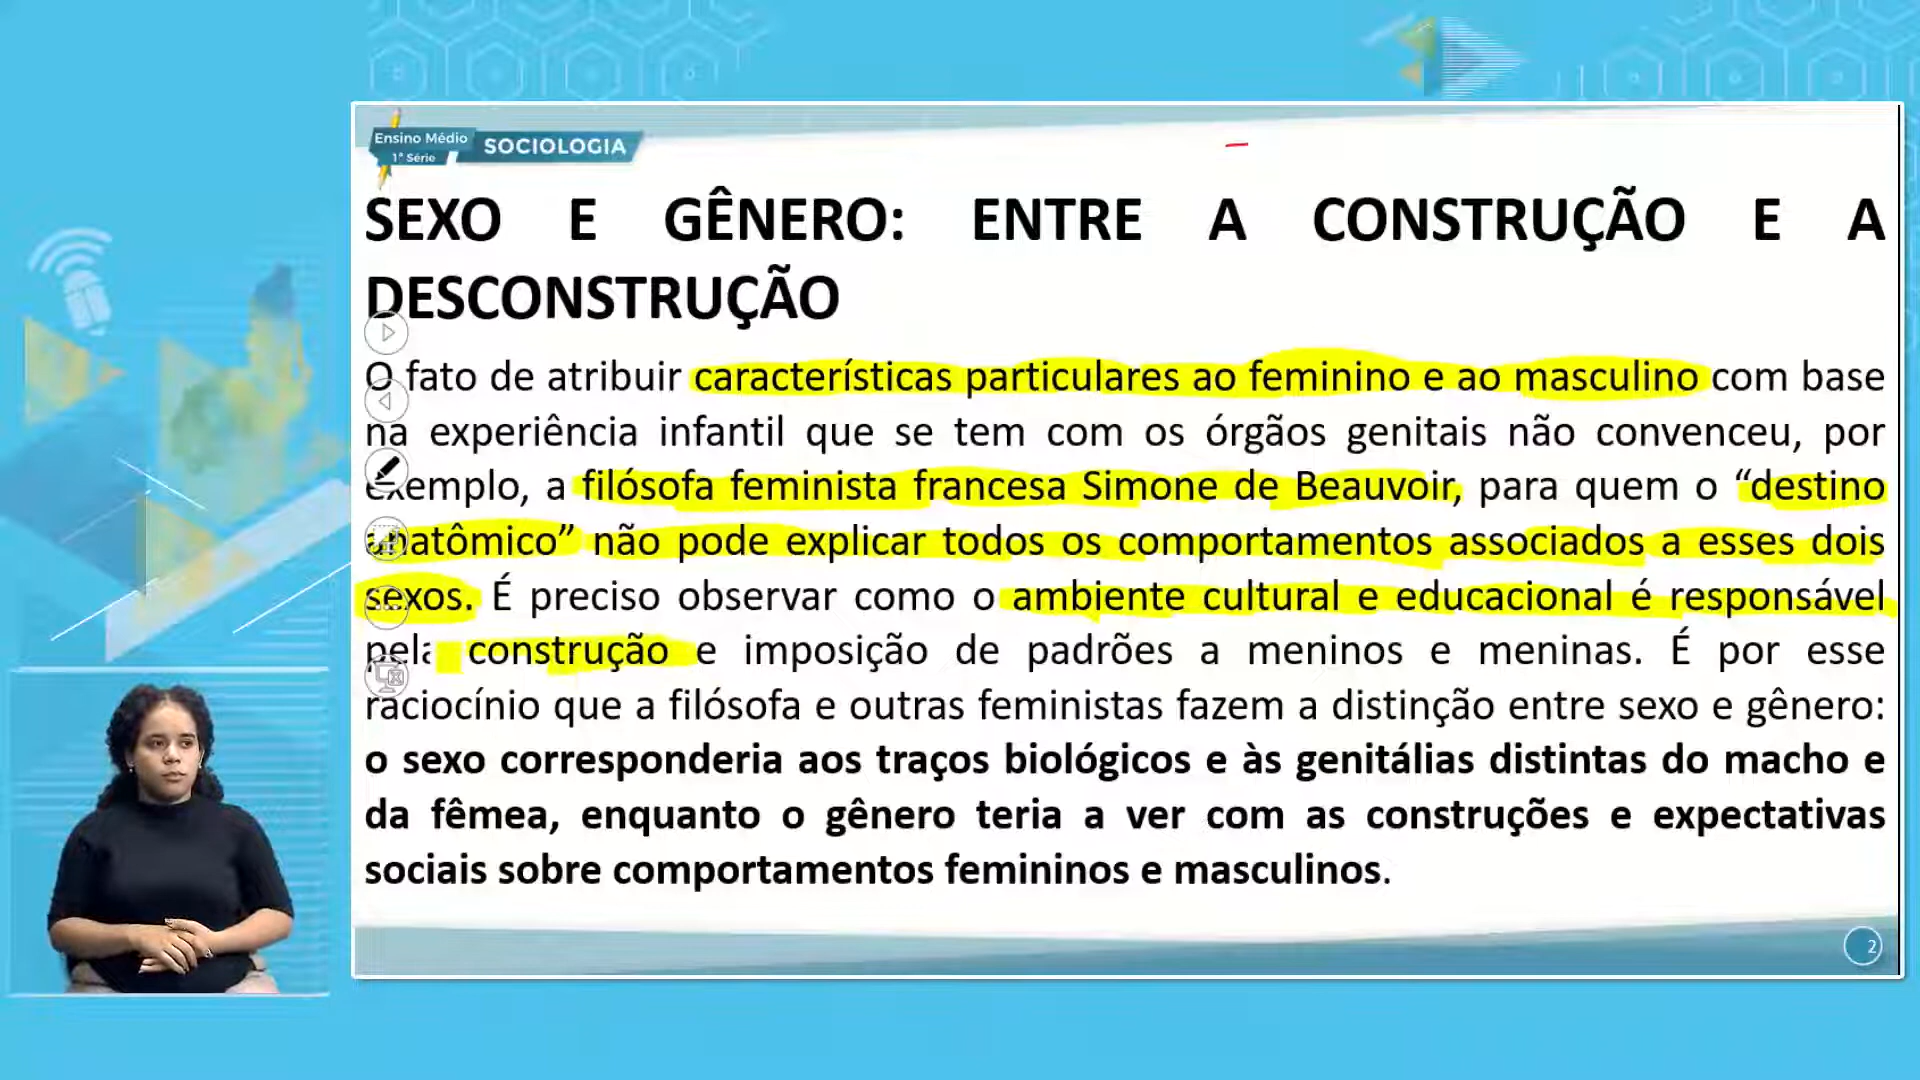 Ensino Médio
1ª Série
SOCIOLOGIA
SEXO E GÊNERO: ENTRE A CONSTRUÇÃO E A
DESCONSTRUÇÃO
O fato de atribuir características particulares ao feminino e ao masculino com base
na experiência infantil que se tem com os órgãos genitais não convenceu, por
exemplo, a filósofa feminista francesa Simone de Beauvoir, para quem o “destino
anatômico” não pode explicar todos os comportamentos associados a esses dois
sexos. É preciso observar como o ambiente cultural e educacional é responsável
pela construção e imposição de padrões a meninos e meninas. É por esse
raciocínio que a filósofa e outras feministas fazem a distinção entre sexo e gênero:
o sexo corresponderia aos traços biológicos e às genitálias distintas do macho e
da fêmea, enquanto o gênero teria a ver com as construções e expectativas
sociais sobre comportamentos femininos e masculinos.
2